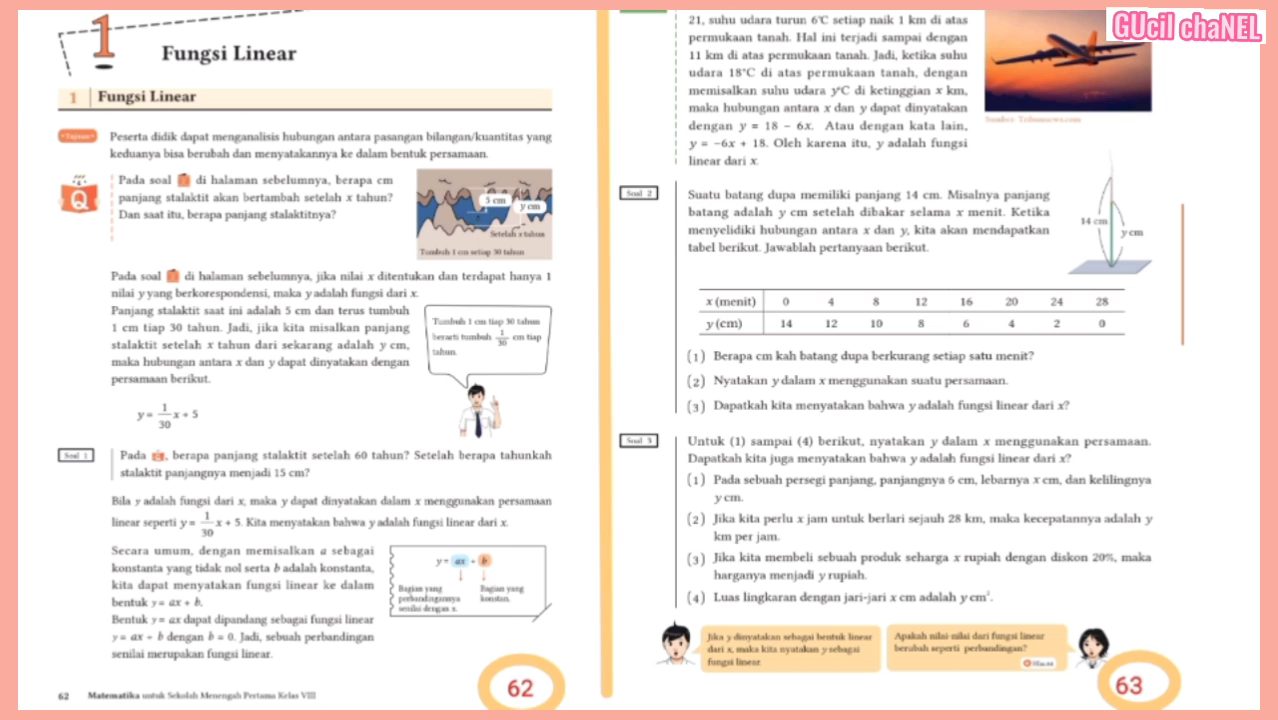 GUcil chaNEL
1
Fungsi Linear
1 Fungsi Linear
Tujuan
Peserta didik dapat menganalisis hubungan antara pasangan bilangan/kuantitas yang
keduanya bisa berubah dan menyatakannya ke dalam bentuk persamaan.
Q
Pada soal di halaman sebelumnya, berapa cm
panjang stalaktit akan bertambah setelah x tahun?
Dan saat itu, berapa panjang stalaktitnya?
5 cm
y cm
Setelah x tahun
Tumbuh 1 cm setiap 30 tahun
Pada soal di halaman sebelumnya, jika nilai x ditentukan dan terdapat hanya 1
nilai y yang berkorespondensi, maka y adalah fungsi dari x.
Panjang stalaktit saat ini adalah 5 cm dan terus tumbuh
1 cm tiap 30 tahun. Jadi, jika kita misalkan panjang
stalaktit setelah x tahun dari sekarang adalah y cm,
maka hubungan antara x dan y dapat dinyatakan dengan
persamaan berikut.
Tumbuh 1 cm tiap 30 tahun
berarti tumbuh 1/30 cm tiap
tahun.
y = 1/30 x + 5
Soal 1
Pada Q, berapa panjang stalaktit setelah 60 tahun? Setelah berapa tahunkah
stalaktit panjangnya menjadi 15 cm?
Bila y adalah fungsi dari x, maka y dapat dinyatakan dalam x menggunakan persamaan
linear seperti y = 1/30 x + 5. Kita menyatakan bahwa y adalah fungsi linear dari x.
Secara umum, dengan memisalkan a sebagai
konstanta yang tidak nol serta b adalah konstanta,
kita dapat menyatakan fungsi linear ke dalam
bentuk y = ax + b.
Bentuk y = ax dapat dipandang sebagai fungsi linear
y = ax + b dengan b = 0. Jadi, sebuah perbandingan
senilai merupakan fungsi linear.
y = ax + b
Bagian yang
perbandingannya
senilai dengan x.
Bagian yang
konstan.
62 Matematika untuk Sekolah Menengah Pertama Kelas VIII
62
21, suhu udara turun 6°C setiap naik 1 km di atas
permukaan tanah. Hal ini terjadi sampai dengan
11 km di atas permukaan tanah. Jadi, ketika suhu
udara 18°C di atas permukaan tanah, dengan
memisalkan suhu udara y°C di ketinggian x km,
maka hubungan antara x dan y dapat dinyatakan
dengan y = 18 − 6x. Atau dengan kata lain,
y = −6x + 18. Oleh karena itu, y adalah fungsi
linear dari x.
Sumber: Tribunnews.com
Soal 2
Suatu batang dupa memiliki panjang 14 cm. Misalnya panjang
batang adalah y cm setelah dibakar selama x menit. Ketika
menyelidiki hubungan antara x dan y, kita akan mendapatkan
tabel berikut. Jawablah pertanyaan berikut.
14 cm
y cm
x (menit) 0 4 8 12 16 20 24 28
y (cm) 14 12 10 8 6 4 2 0
(1) Berapa cm kah batang dupa berkurang setiap satu menit?
(2) Nyatakan y dalam x menggunakan suatu persamaan.
(3) Dapatkah kita menyatakan bahwa y adalah fungsi linear dari x?
Soal 3
Untuk (1) sampai (4) berikut, nyatakan y dalam x menggunakan persamaan.
Dapatkah kita juga menyatakan bahwa y adalah fungsi linear dari x?
(1) Pada sebuah persegi panjang, panjangnya 6 cm, lebarnya x cm, dan kelilingnya
y cm.
(2) Jika kita perlu x jam untuk berlari sejauh 28 km, maka kecepatannya adalah y
km per jam.
(3) Jika kita membeli sebuah produk seharga x rupiah dengan diskon 20%, maka
harganya menjadi y rupiah.
(4) Luas lingkaran dengan jari-jari x cm adalah y cm².
Jika y dinyatakan sebagai bentuk linear
dari x, maka kita nyatakan y sebagai
fungsi linear.
Apakah nilai-nilai dari fungsi linear
berubah seperti perbandingan?
63